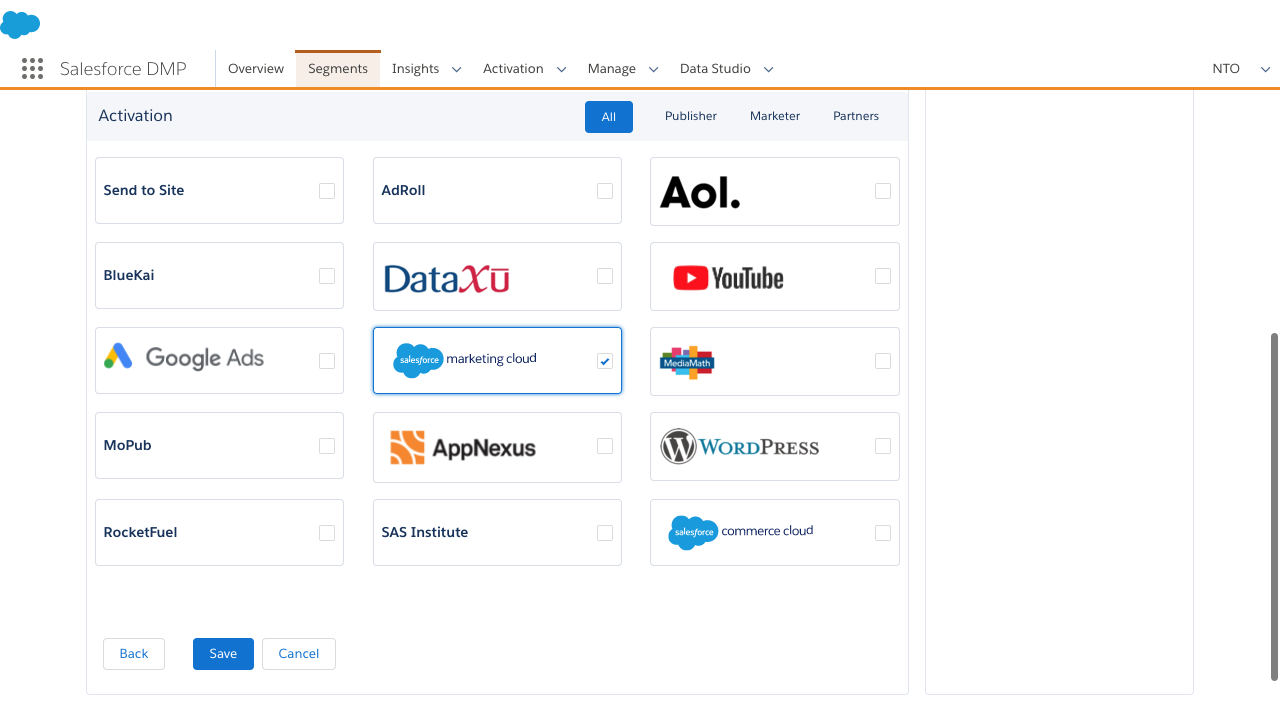 Salesforce DMP
Overview
Segments
Insights
Activation
Manage
Data Studio
NTO
Activation
All
Publisher
Marketer
Partners
Send to Site
AdRoll
Aol.
BlueKai
DataXū
YouTube
Google Ads
salesforce marketing cloud
MediaMath
MoPub
AppNexus
WordPress
RocketFuel
SAS Institute
salesforce commerce cloud
Back
Save
Cancel